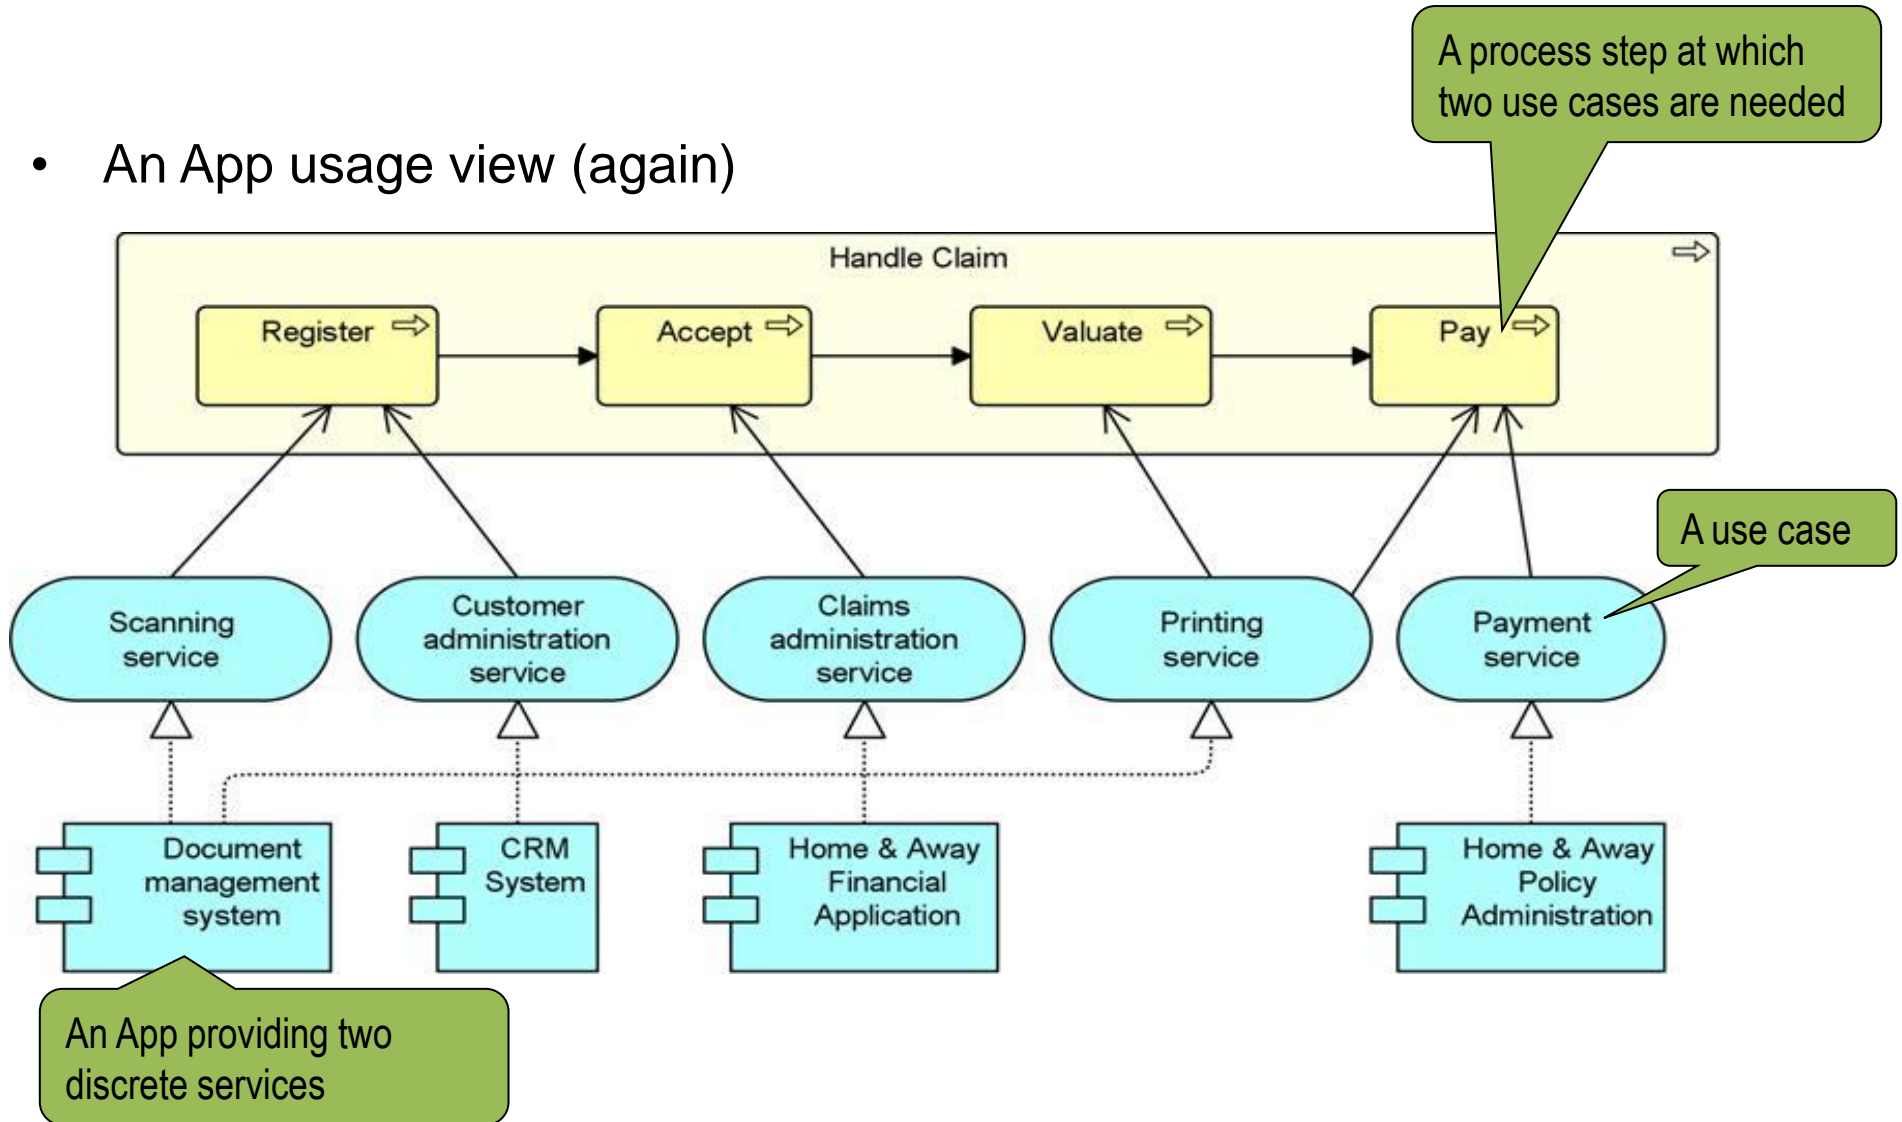 A process step at which
two use cases are needed
• An App usage view (again)
Handle Claim
Register
Accept
Valuate
Pay
A use case
Scanning
service
Customer
administration
service
Claims
administration
service
Printing
service
Payment
service
Document
management
system
CRM
System
Home & Away
Financial
Application
Home & Away
Policy
Administration
An App providing two
discrete services